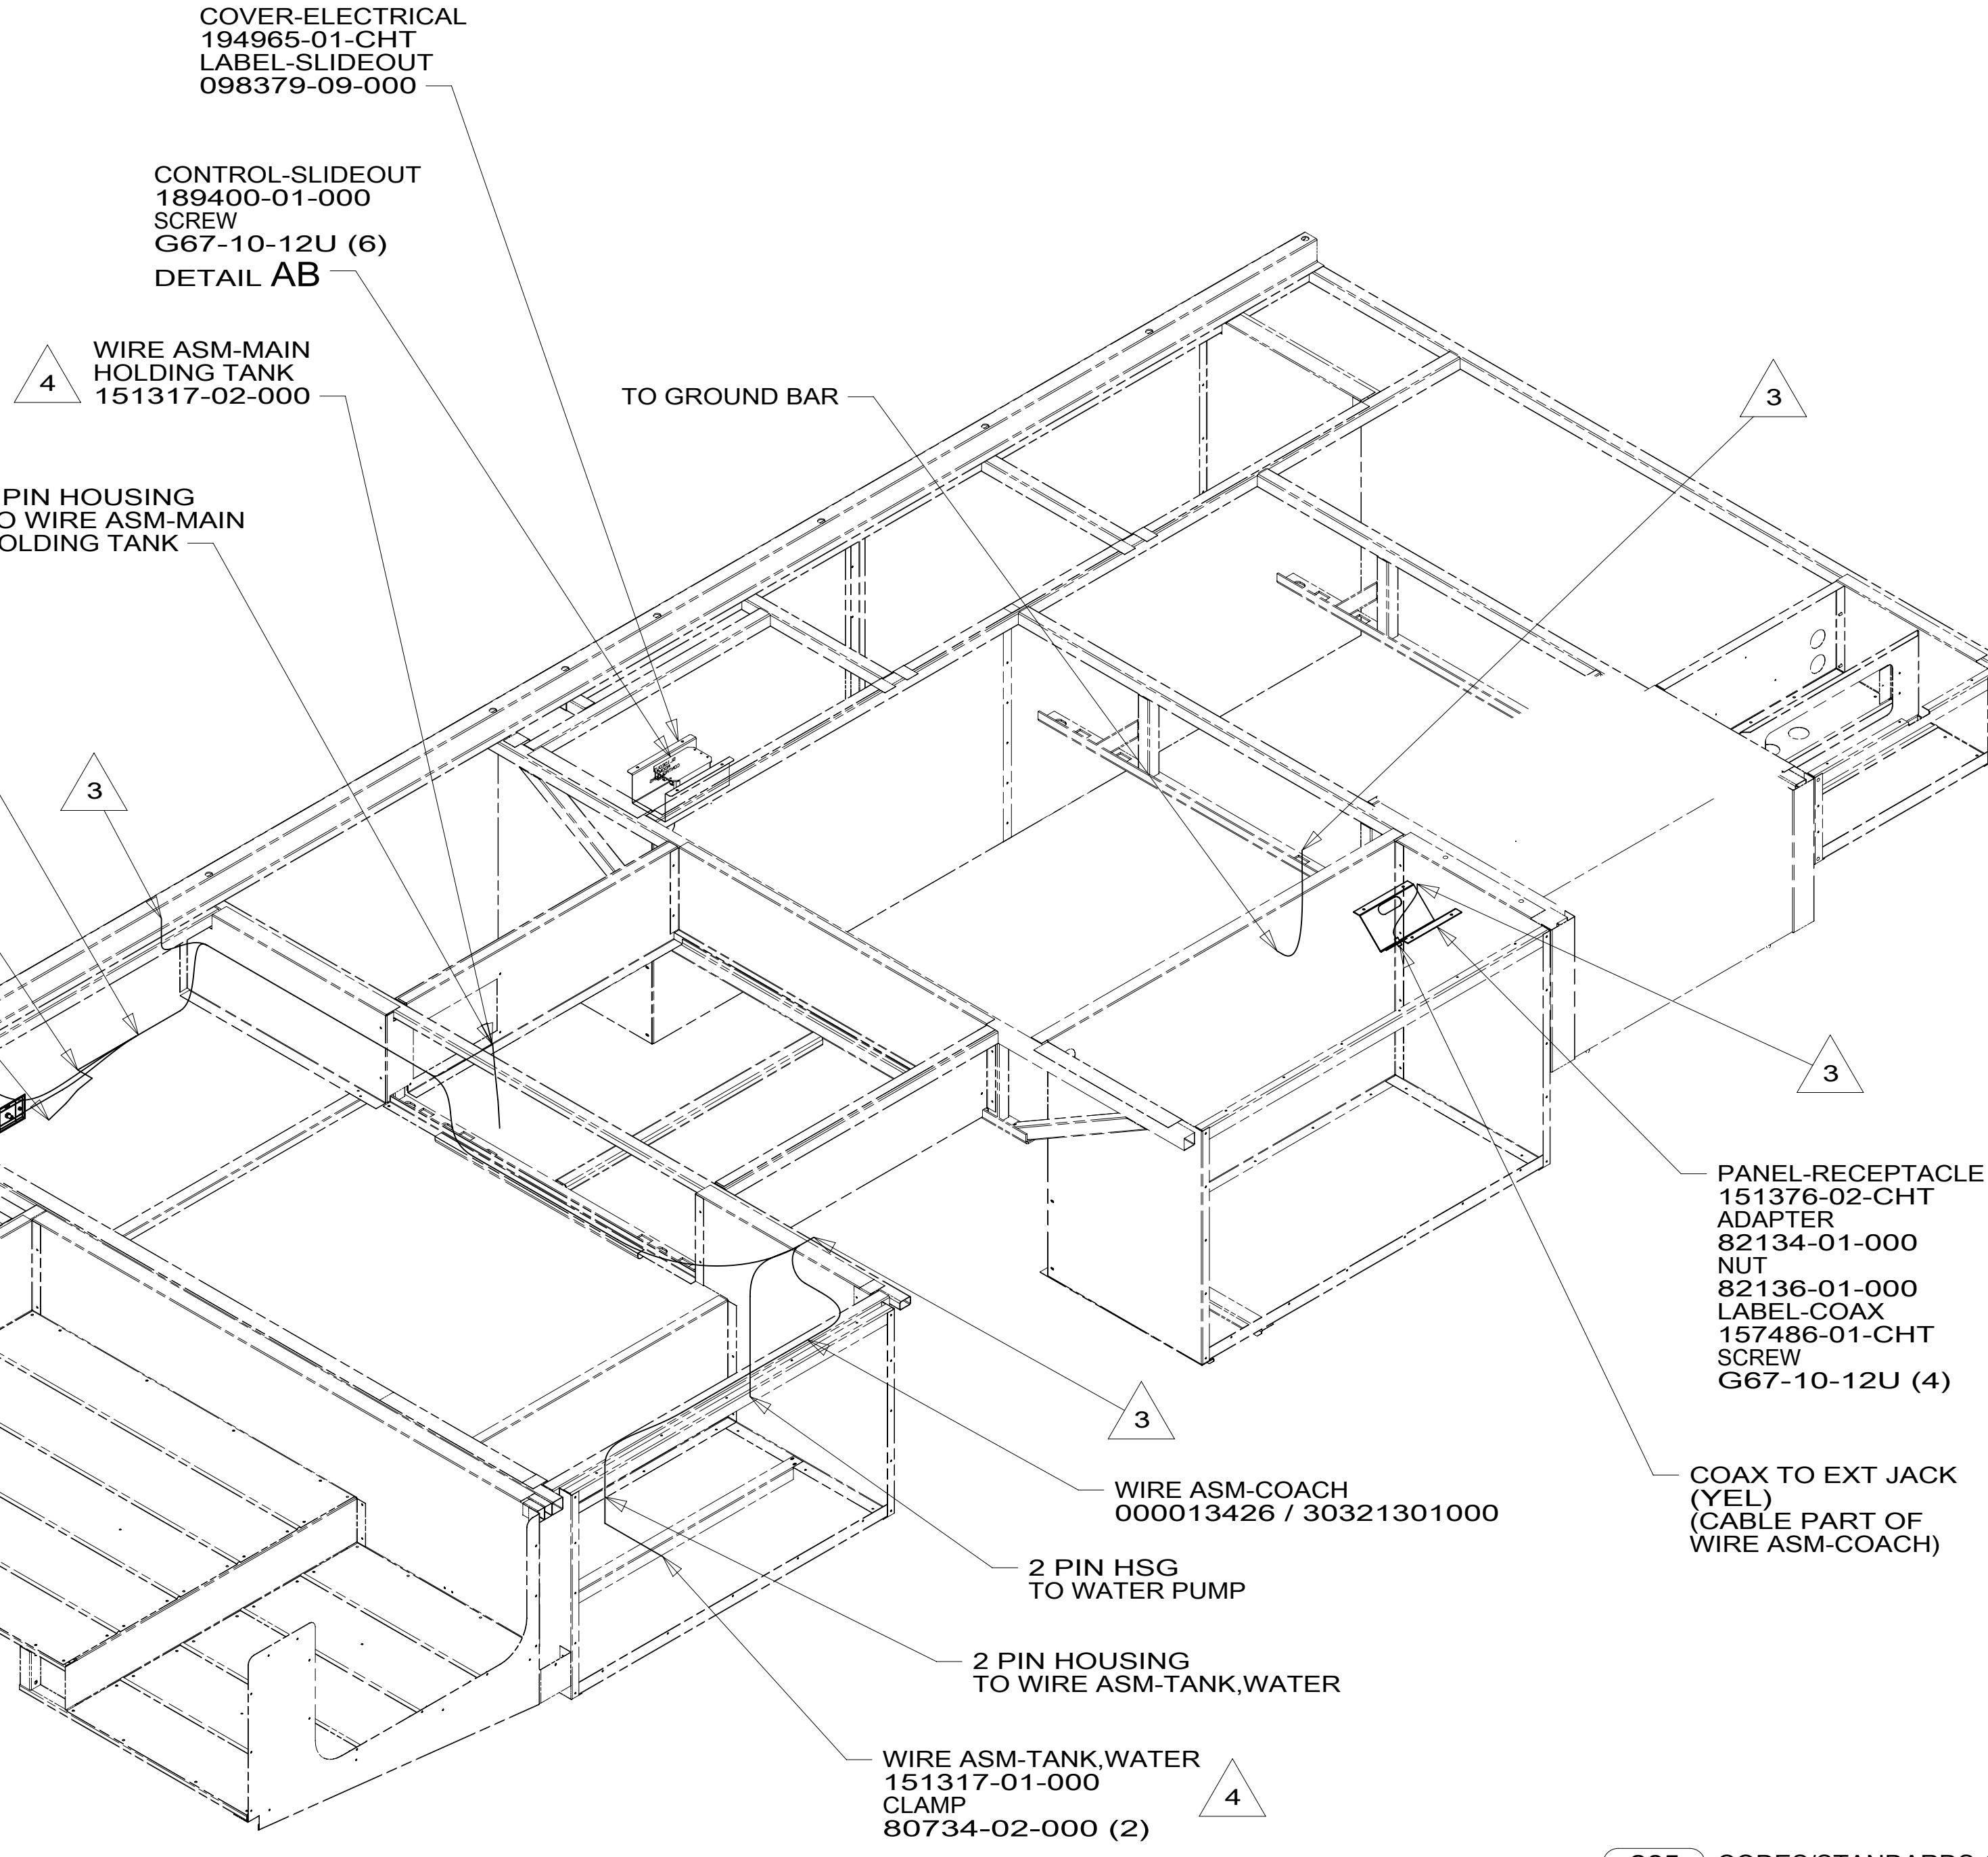 COVER-ELECTRICAL
194965-01-CHT
LABEL-SLIDEOUT
098379-09-000
CONTROL-SLIDEOUT
189400-01-000
SCREW
G67-10-12U (6)
DETAIL AB
4
WIRE ASM-MAIN
HOLDING TANK
151317-02-000
TO GROUND BAR
3
PIN HOUSING
O WIRE ASM-MAIN
OLDING TANK
3
3
PANEL-RECEPTACLE
151376-02-CHT
ADAPTER
82134-01-000
NUT
82136-01-000
LABEL-COAX
157486-01-CHT
SCREW
G67-10-12U (4)
3
COAX TO EXT JACK
(YEL)
(CABLE PART OF
WIRE ASM-COACH)
WIRE ASM-COACH
000013426 / 30321301000
2 PIN HSG
TO WATER PUMP
2 PIN HOUSING
TO WIRE ASM-TANK,WATER
WIRE ASM-TANK,WATER
151317-01-000
CLAMP
80734-02-000 (2)
4